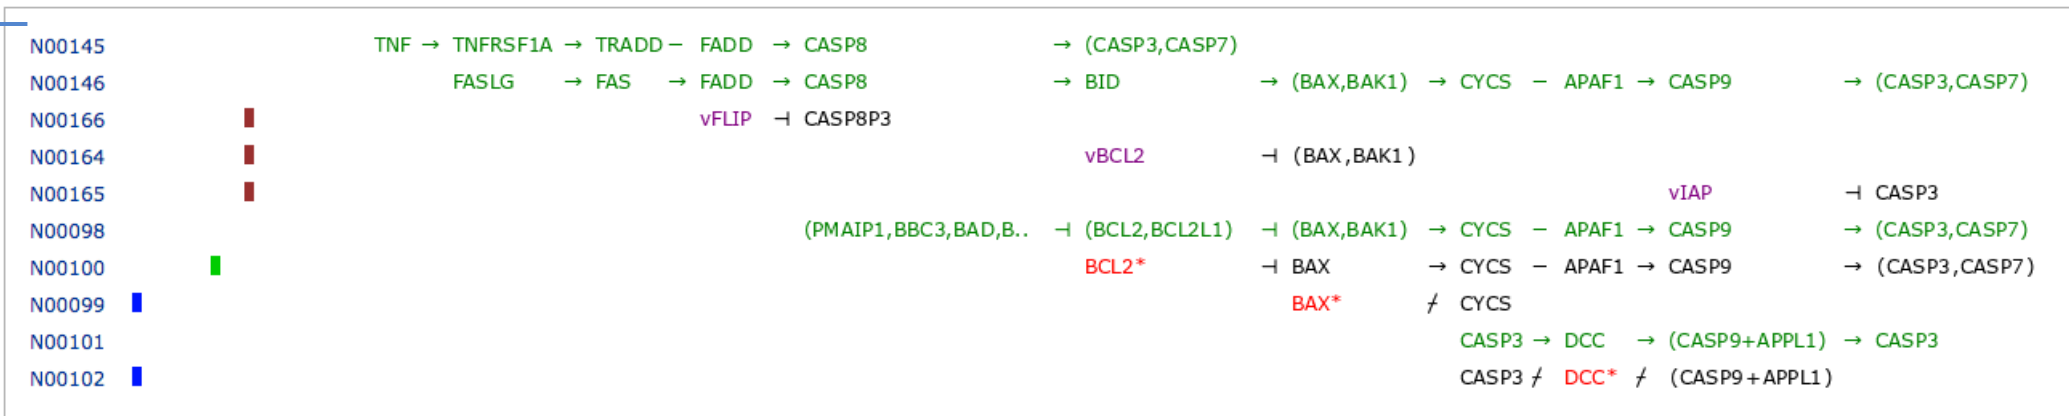 N00145 TNF → TNFRSF1A → TRADD − FADD → CASP8 → (CASP3,CASP7)
N00146 FASLG → FAS → FADD → CASP8 → BID → (BAX,BAK1) → CYCS − APAF1 → CASP9 → (CASP3,CASP7)
N00166 vFLIP ⊣ CASP8P3
N00164 vBCL2 ⊣ (BAX,BAK1)
N00165 vIAP ⊣ CASP3
N00098 (PMAIP1,BBC3,BAD,B.. ⊣ (BCL2,BCL2L1) ⊣ (BAX,BAK1) → CYCS − APAF1 → CASP9 → (CASP3,CASP7)
N00100 BCL2* ⊣ BAX → CYCS − APAF1 → CASP9 → (CASP3,CASP7)
N00099 BAX* ⌿ CYCS
N00101 CASP3 → DCC → (CASP9+APPL1) → CASP3
N00102 CASP3 ⌿ DCC* ⌿ (CASP9+APPL1)